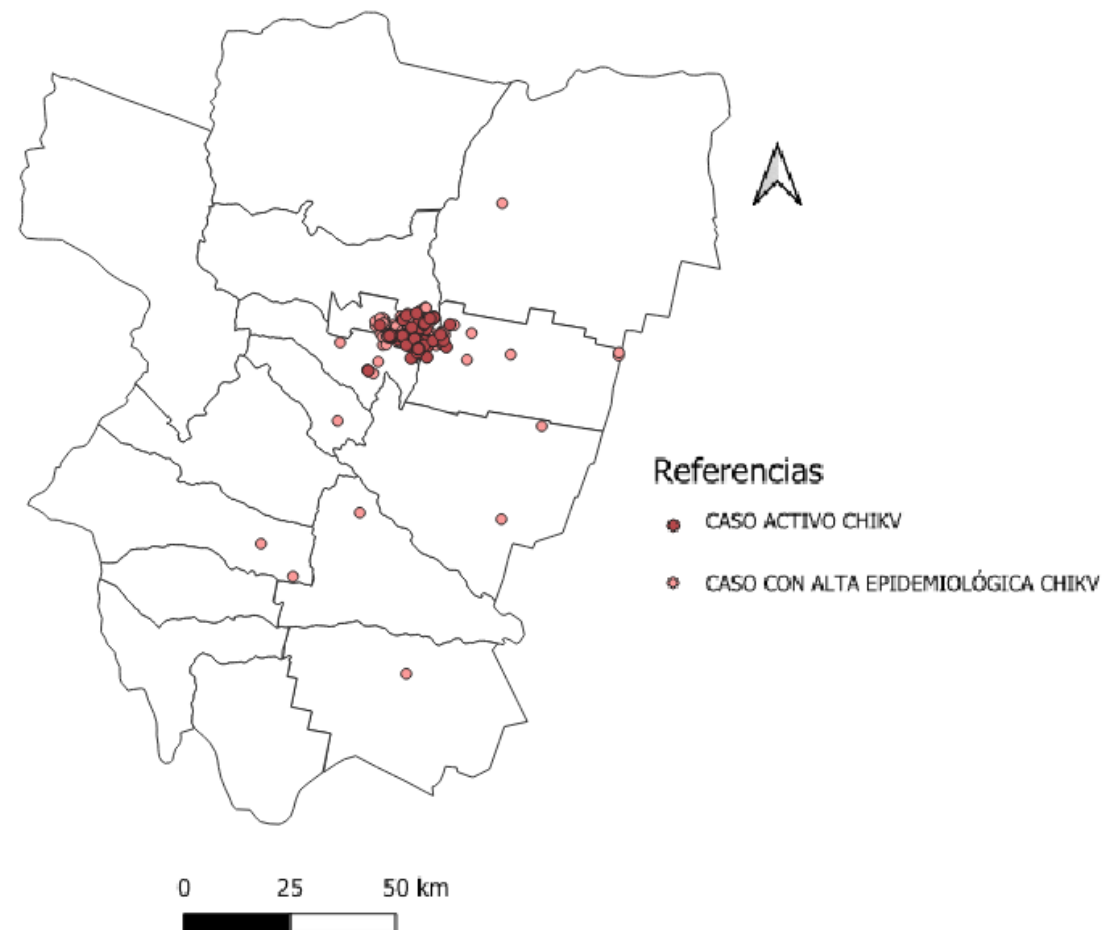 Referencias
CASO ACTIVO CHIKV
CASO CON ALTA EPIDEMIOLÓGICA CHIKV
0 25 50 km